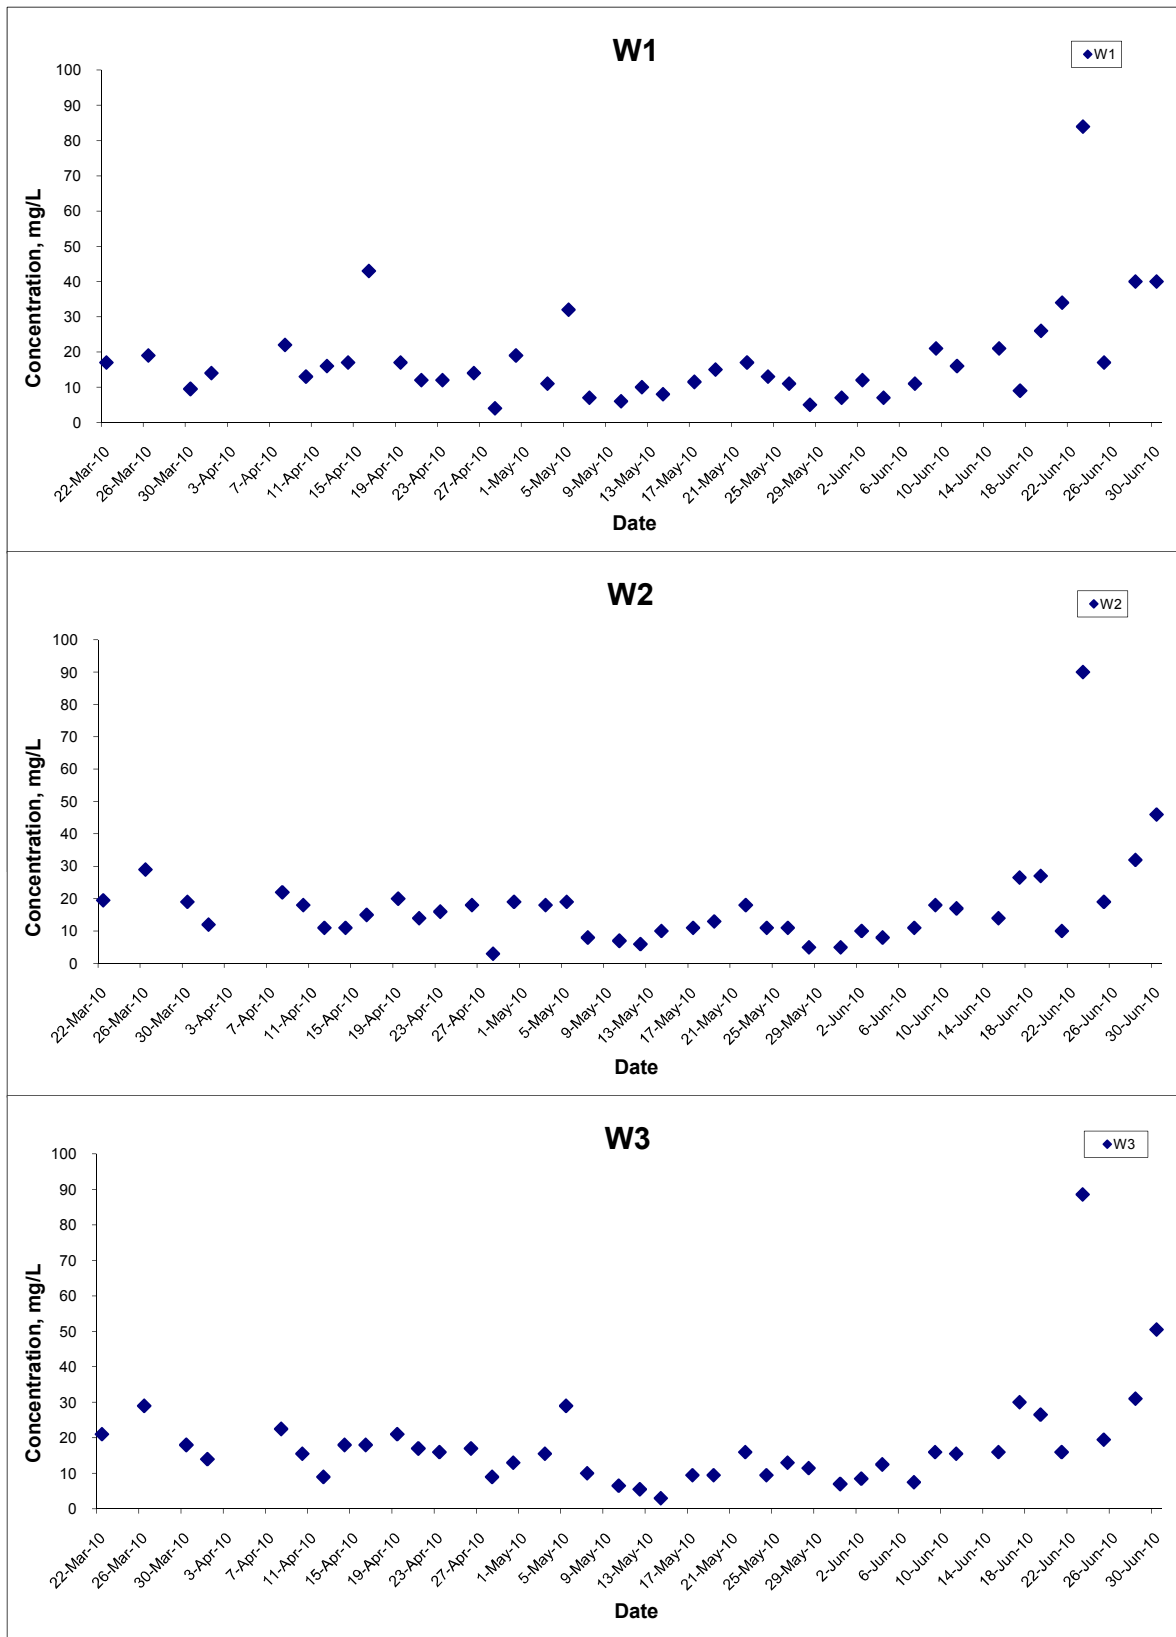 W1
W1
100
90
80
70
60
50
40
30
20
10
0
Concentration, mg/L
22-Mar-10 26-Mar-10 30-Mar-10 3-Apr-10 7-Apr-10 11-Apr-10 15-Apr-10 19-Apr-10 23-Apr-10 27-Apr-10 1-May-10 5-May-10 9-May-10 13-May-10 17-May-10 21-May-10 25-May-10 29-May-10 2-Jun-10 6-Jun-10 10-Jun-10 14-Jun-10 18-Jun-10 22-Jun-10 26-Jun-10 30-Jun-10
Date
W2
W2
100
90
80
70
60
50
40
30
20
10
0
Concentration, mg/L
22-Mar-10 26-Mar-10 30-Mar-10 3-Apr-10 7-Apr-10 11-Apr-10 15-Apr-10 19-Apr-10 23-Apr-10 27-Apr-10 1-May-10 5-May-10 9-May-10 13-May-10 17-May-10 21-May-10 25-May-10 29-May-10 2-Jun-10 6-Jun-10 10-Jun-10 14-Jun-10 18-Jun-10 22-Jun-10 26-Jun-10 30-Jun-10
Date
W3
W3
100
90
80
70
60
50
40
30
20
10
0
Concentration, mg/L
22-Mar-10 26-Mar-10 30-Mar-10 3-Apr-10 7-Apr-10 11-Apr-10 15-Apr-10 19-Apr-10 23-Apr-10 27-Apr-10 1-May-10 5-May-10 9-May-10 13-May-10 17-May-10 21-May-10 25-May-10 29-May-10 2-Jun-10 6-Jun-10 10-Jun-10 14-Jun-10 18-Jun-10 22-Jun-10 26-Jun-10 30-Jun-10
Date